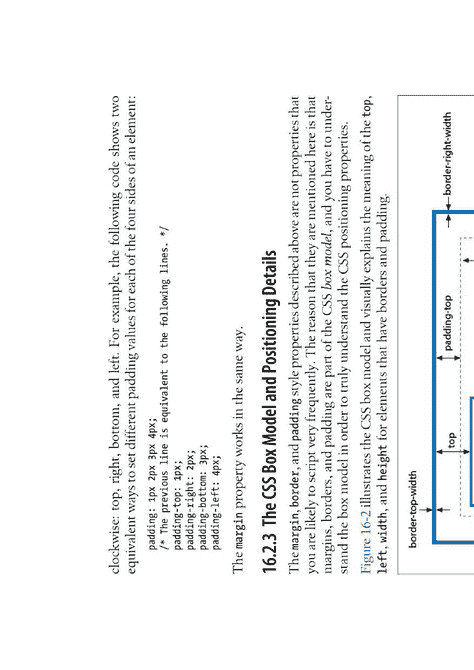 clockwise: top, right, bottom, and left. For example, the following code shows two
equivalent ways to set different padding values for each of the four sides of an element:
padding: 1px 2px 3px 4px;
/* The previous line is equivalent to the following lines. */
padding-top: 1px;
padding-right: 2px;
padding-bottom: 3px;
padding-left: 4px;
The margin property works in the same way.
16.2.3 The CSS Box Model and Positioning Details
The margin, border, and padding style properties described above are not properties that
you are likely to script very frequently. The reason that they are mentioned here is that
margins, borders, and padding are part of the CSS box model, and you have to under-
stand the box model in order to truly understand the CSS positioning properties.
Figure 16-2 illustrates the CSS box model and visually explains the meaning of the top,
left, width, and height for elements that have borders and padding.
border-top-width
top
padding-top
border-right-width